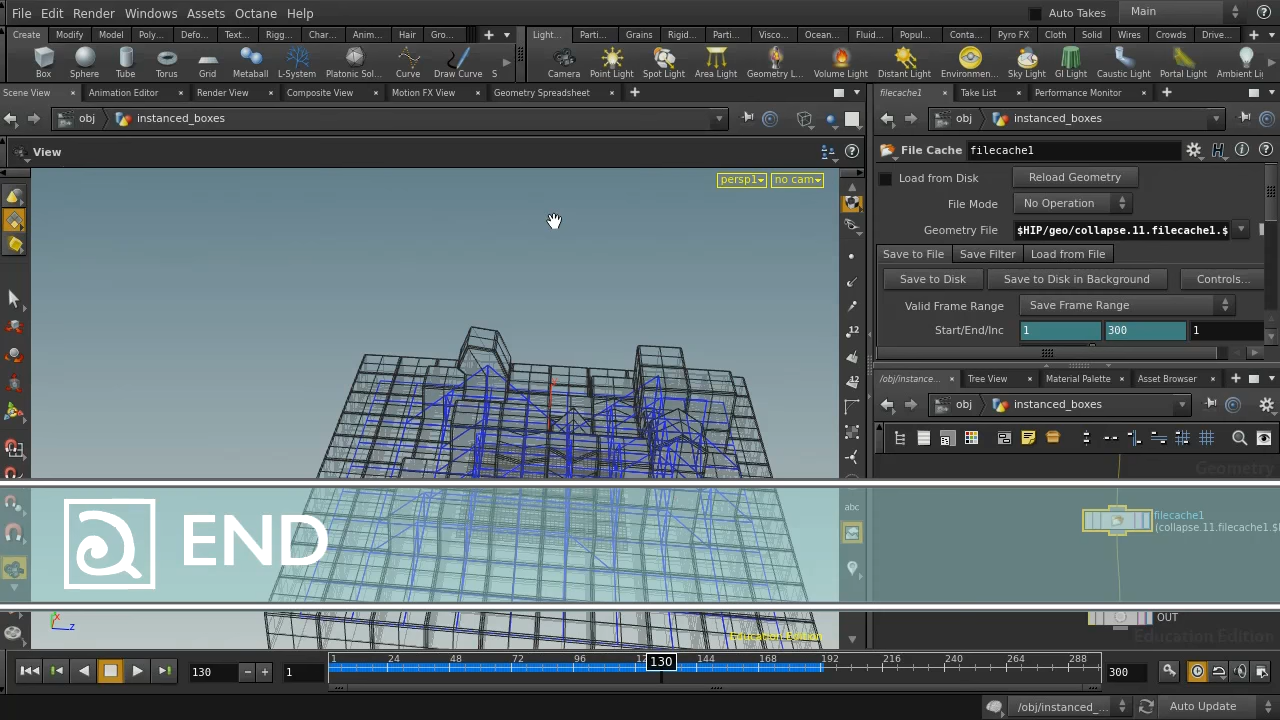 File Edit Render Windows Assets Octane Help Auto Takes Main
Create Modify Model Poly... Defo... Text... Rigg... Char... Anim... Hair Gro... Light... Parti... Grains Rigid... Parti... Visco... Ocean... Fluid... Popul... Conta... Pyro FX Cloth Solid Wires Crowds Drive...
Box Sphere Tube Torus Grid Metaball L-System Platonic Sol... Curve Draw Curve S Camera Point Light Spot Light Area Light Geometry L... Volume Light Distant Light Environmen... Sky Light GI Light Caustic Light Portal Light Ambient Li
Scene View Animation Editor Render View Composite View Motion FX View Geometry Spreadsheet filecache1 Take List Performance Monitor
obj instanced_boxes obj instanced_boxes
View File Cache filecache1
persp1 no cam Load from Disk Reload Geometry
File Mode No Operation
Geometry File $HIP/geo/collapse.11.filecache1.$
Save to File Save Filter Load from File
Save to Disk Save to Disk in Background Controls...
Valid Frame Range Save Frame Range
Start/End/Inc 1 300 1
/obj/instance... Tree View Material Palette Asset Browser
obj instanced_boxes
12
12
Geometry
abc
END
filecache1
(collapse.11.filecache1.$
OUT
x z
Education Edition Education Edition
130 1 1 24 48 72 96 130 144 168 192 216 240 264 288 300
/obj/instanced_... Auto Update